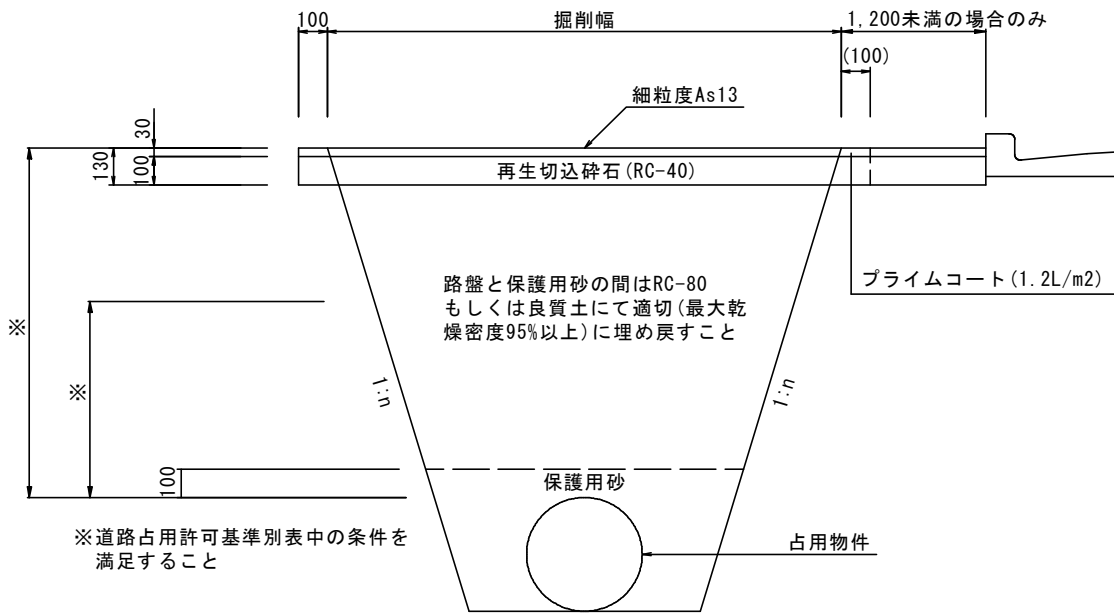 100
掘削幅
1,200未満の場合のみ
(100)
細粒度As13
30
130
100
再生切込砕石(RC-40)
プライムコート(1.2L/m2)
路盤と保護用砂の間はRC-80
もしくは良質土にて適切(最大乾
燥密度95%以上)に埋め戻すこと
※
※
1:n
1:n
100
保護用砂
※道路占用許可基準別表中の条件を
満足すること
占用物件